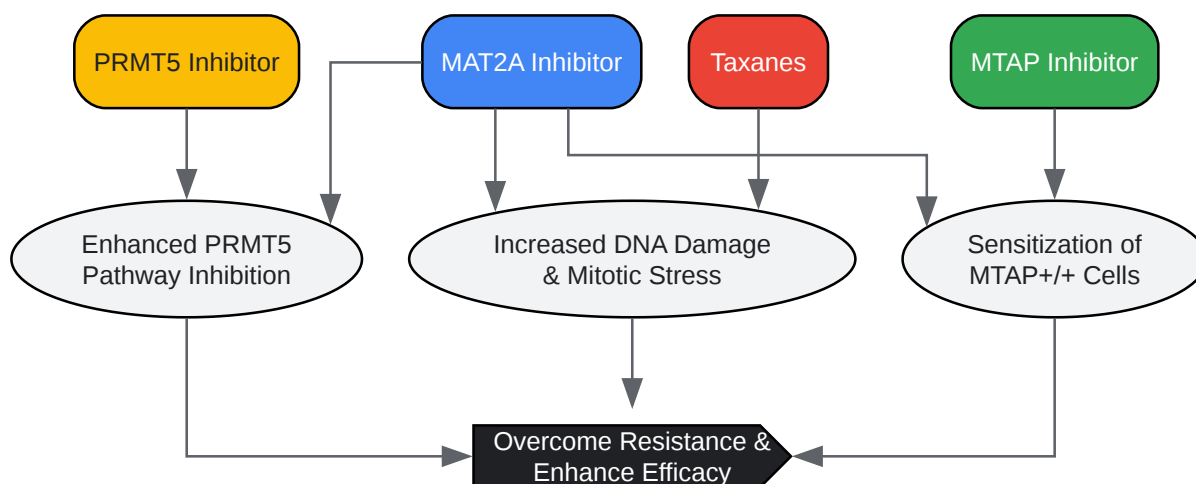 PRMT5 Inhibitor
MAT2A Inhibitor
Taxanes
MTAP Inhibitor
Enhanced PRMT5
Pathway Inhibition
Increased DNA Damage
& Mitotic Stress
Sensitization of
MTAP+/+ Cells
Overcome Resistance &
Enhance Efficacy